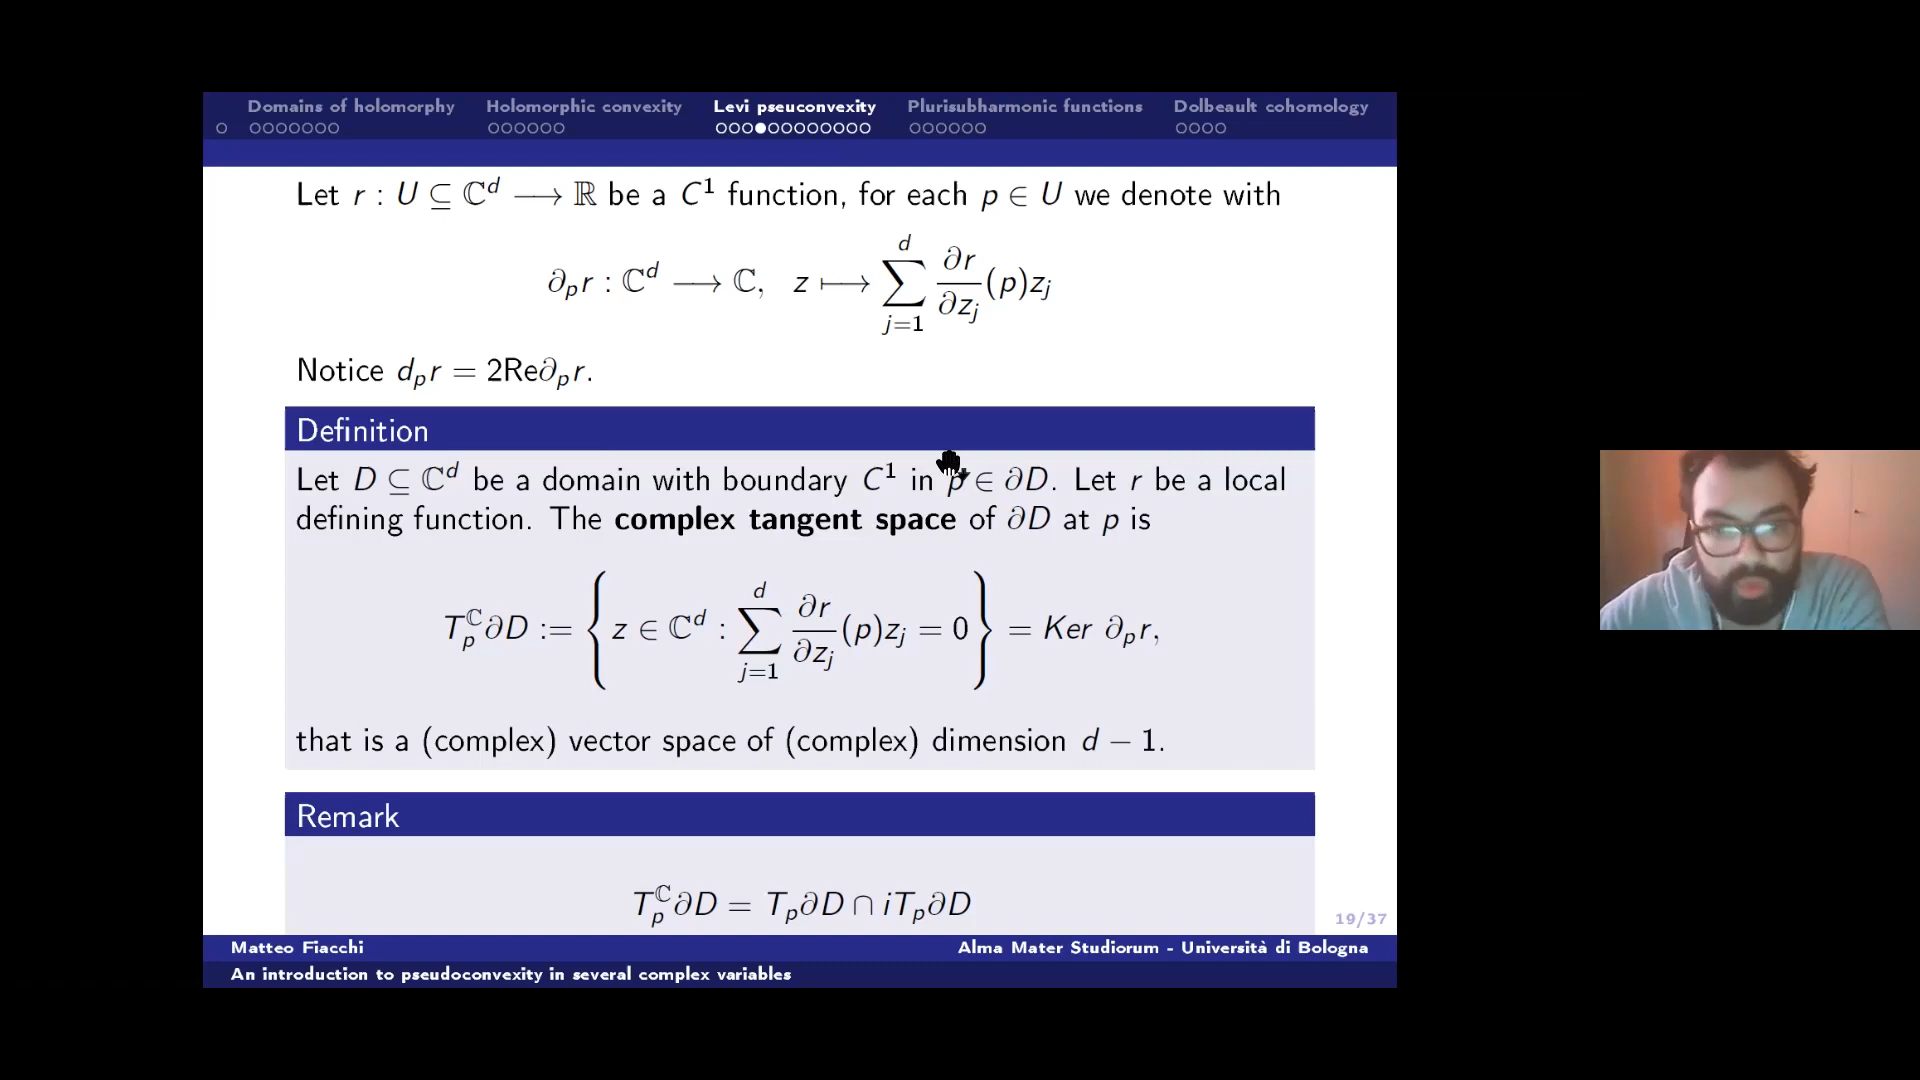 Domains of holomorphy Holomorphic convexity Levi pseuconvexity Plurisubharmonic functions Dolbeault cohomology
Let r : U ⊆ ℂ^d ⟶ ℝ be a C^1 function, for each p ∈ U we denote with
∂_p r : ℂ^d ⟶ ℂ, z ⟼ ∑_{j=1}^{d} ∂r/∂z_j (p)z_j
Notice d_p r = 2Re∂_p r.
Definition
Let D ⊆ ℂ^d be a domain with boundary C^1 in p ∈ ∂D. Let r be a local
defining function. The complex tangent space of ∂D at p is
T_p^ℂ ∂D := { z ∈ ℂ^d : ∑_{j=1}^{d} ∂r/∂z_j (p)z_j = 0 } = Ker ∂_p r,
that is a (complex) vector space of (complex) dimension d − 1.
Remark
T_p^ℂ ∂D = T_p ∂D ∩ iT_p ∂D
19/37
Matteo Fiacchi Alma Mater Studiorum - Università di Bologna
An introduction to pseudoconvexity in several complex variables